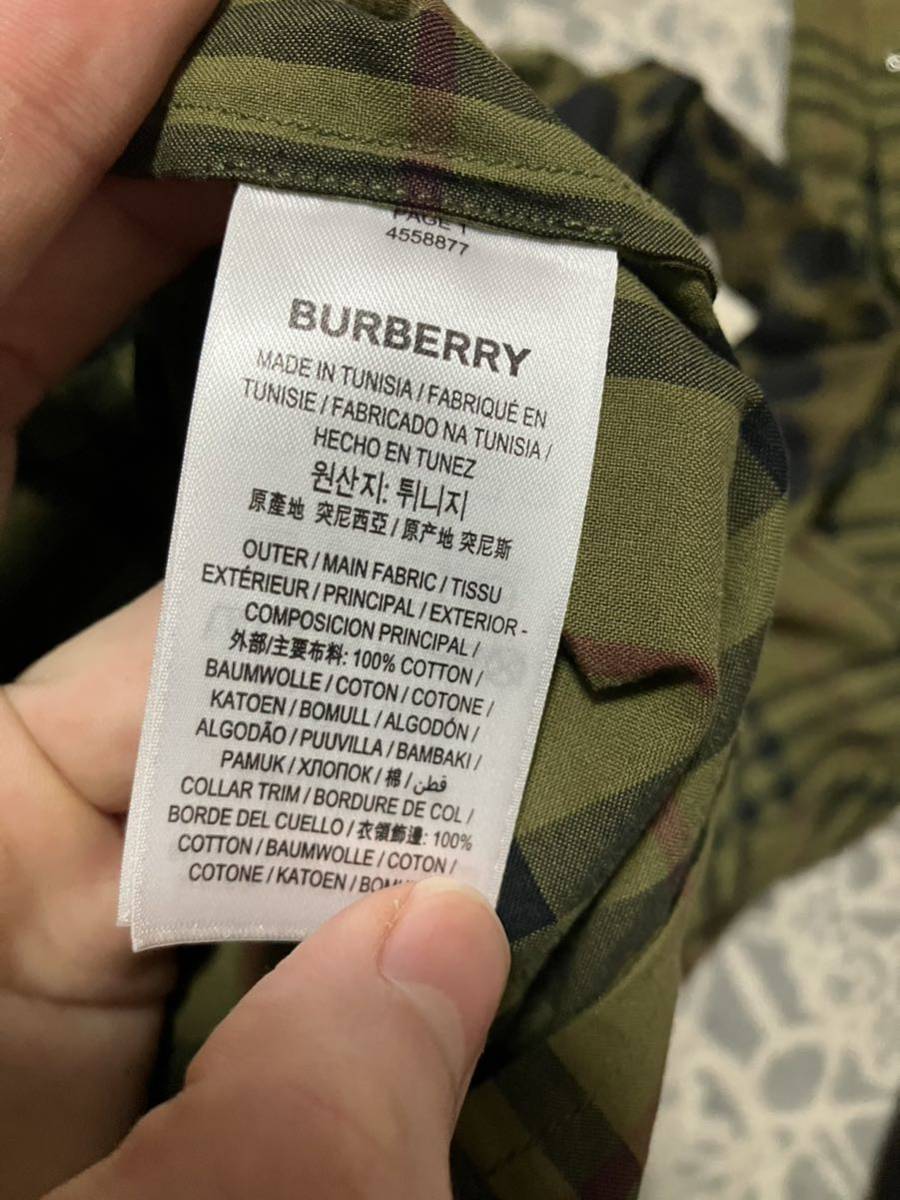 PAGE 1
4558877
BURBERRY
MADE IN TUNISIA / FABRIQUÉ EN
TUNISIE / FABRICADO NA TUNISIA /
HECHO EN TUNEZ
원산지: 튀니지
原產地 突尼西亞 / 原产地 突尼斯
OUTER / MAIN FABRIC / TISSU
EXTÉRIEUR / PRINCIPAL / EXTERIOR -
COMPOSICION PRINCIPAL /
外部/主要布料: 100% COTTON /
BAUMWOLLE / COTON / COTONE /
KATOEN / BOMULL / ALGODÓN /
ALGODÃO / PUUVILLA / BAMBAKI /
PAMUK / ХЛОПОК / 棉 / قطن /
COLLAR TRIM / BORDURE DE COL /
BORDE DEL CUELLO / 衣領飾邊: 100%
COTTON / BAUMWOLLE / COTON /
COTONE / KATOEN /